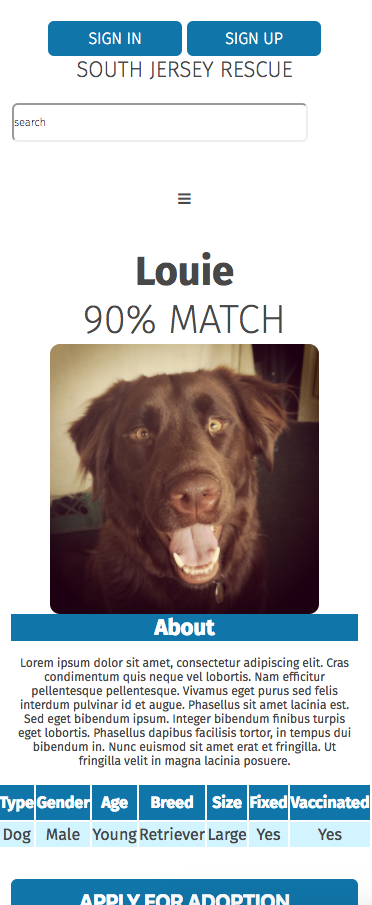 SIGN IN SIGN UP
SOUTH JERSEY RESCUE
search
Louie
90% MATCH
About
Lorem ipsum dolor sit amet, consectetur adipiscing elit. Cras
condimentum quis neque vel lobortis. Nam efficitur
pellentesque pellentesque. Vivamus eget purus sed felis
interdum pulvinar id et augue. Phasellus sit amet lacinia est.
Sed eget bibendum ipsum. Integer bibendum finibus turpis
eget lobortis. Phasellus dapibus facilisis tortor, in tempus dui
bibendum in. Nunc euismod sit amet erat et fringilla. Ut
fringilla velit in magna lacinia posuere.
Type Gender Age Breed Size Fixed Vaccinated
Dog Male Young Retriever Large Yes Yes
APPLY FOR ADOPTION